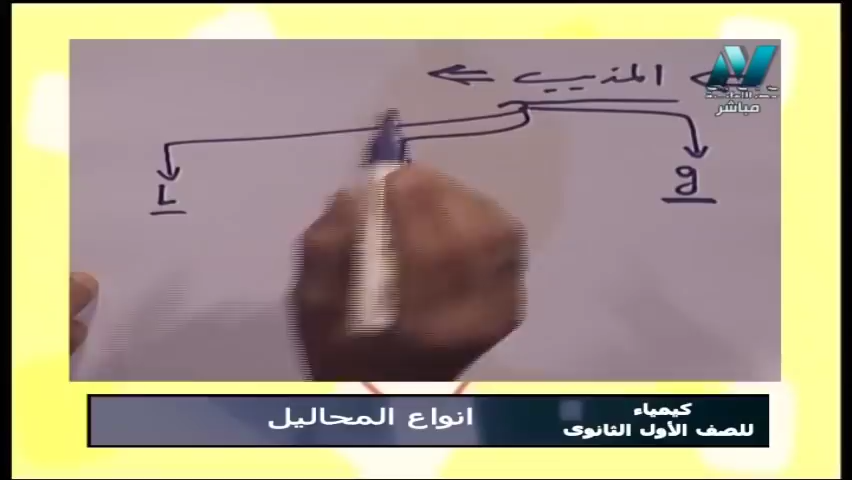 المذيب
g
L
مباشر
كيمياء
للصف الأول الثانوى
انواع المحاليل